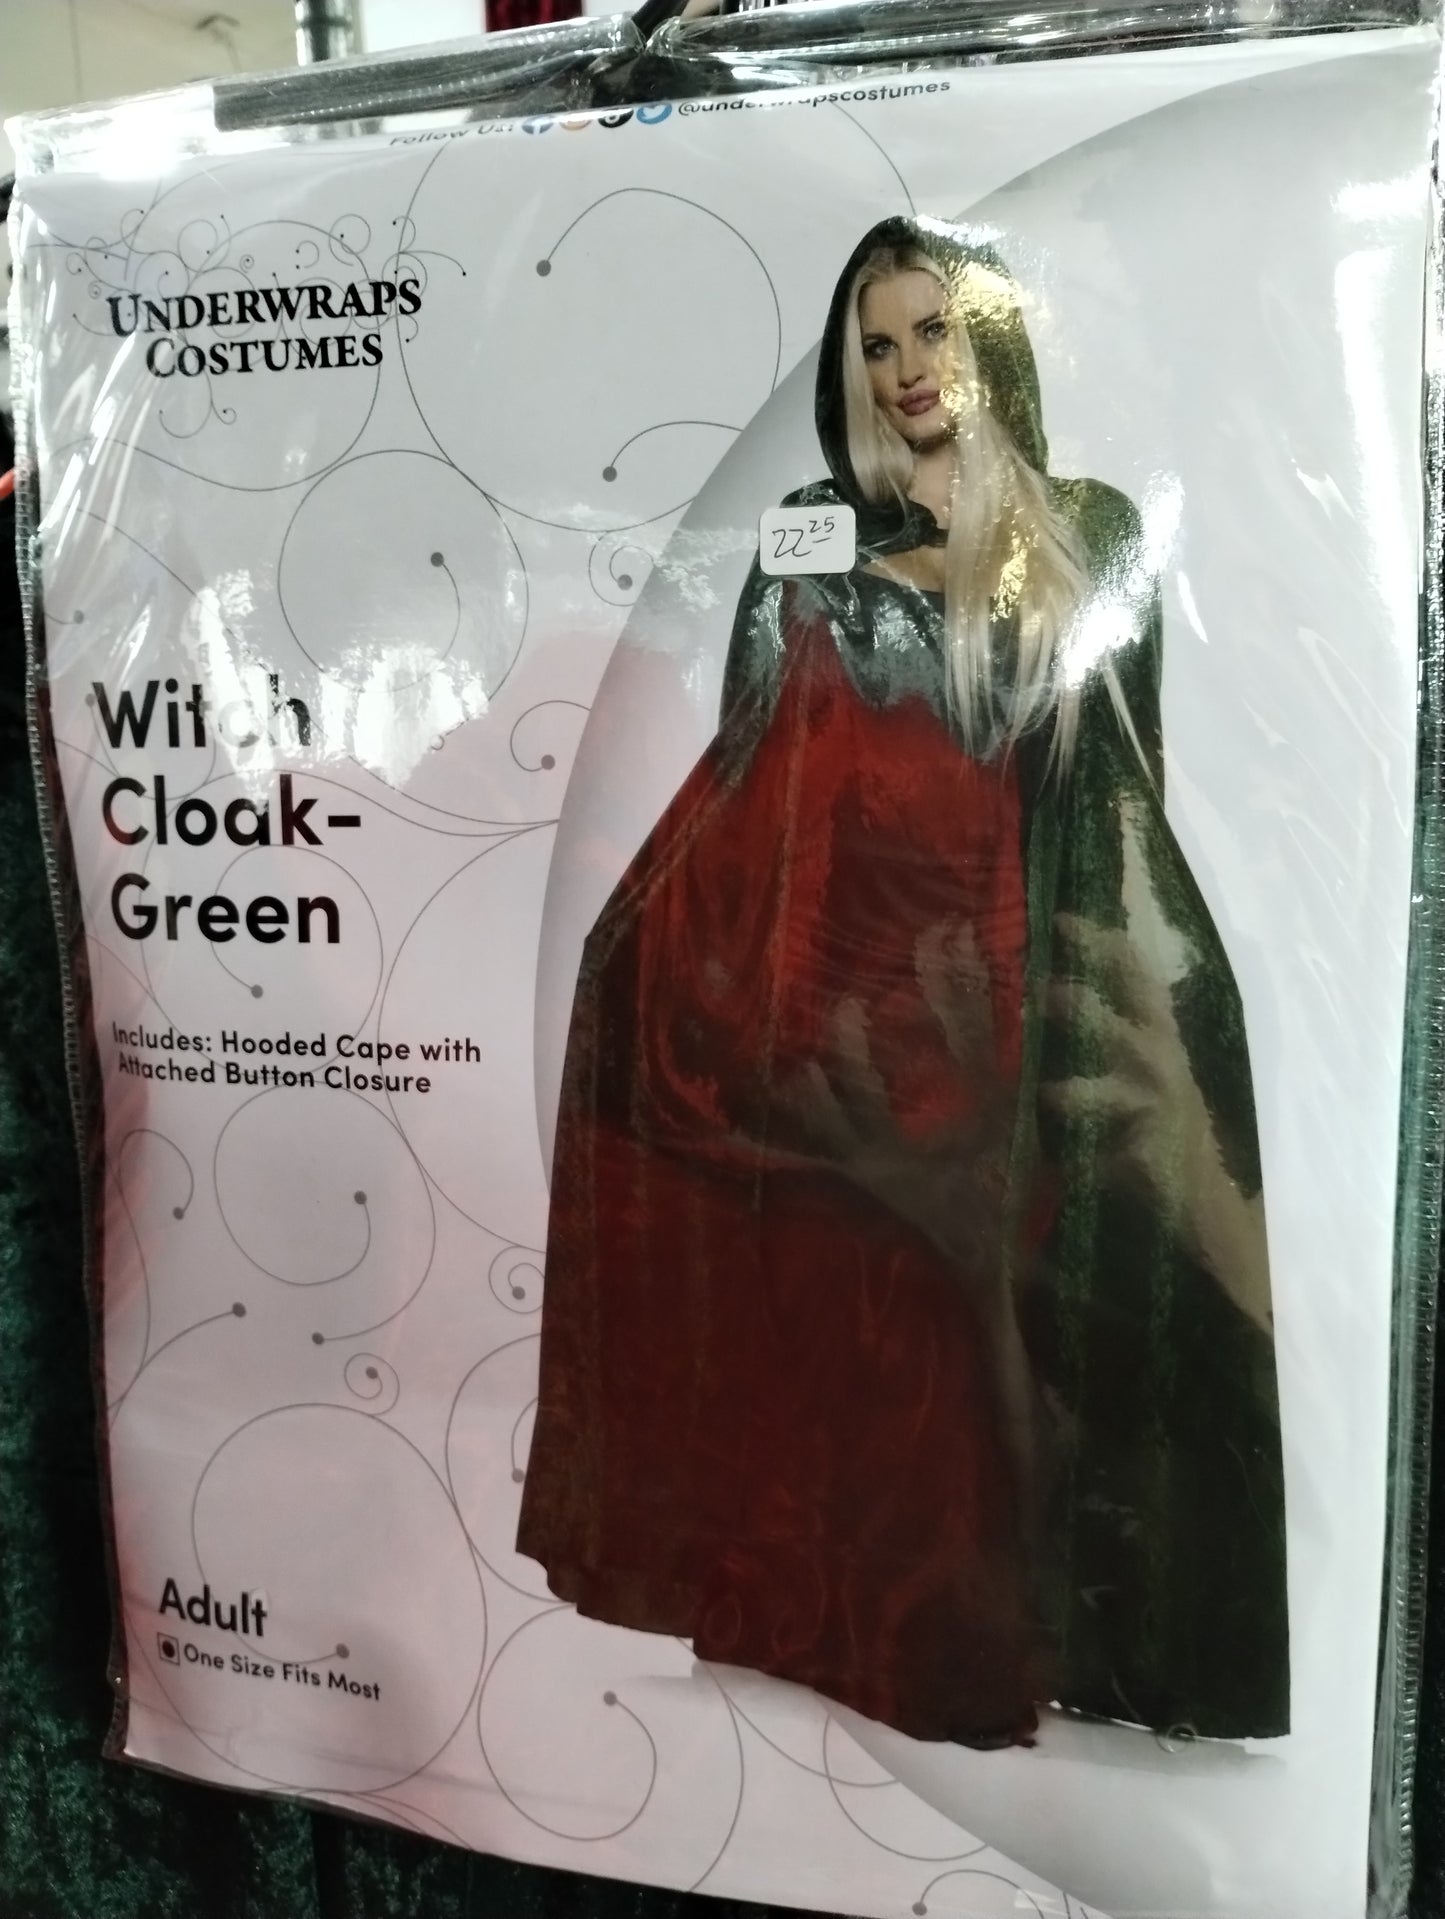 Follow Us! @underwrapscostumes
UNDERWRAPS
COSTUMES
22 25
Witch
Cloak-
Green
Includes: Hooded Cape with
Attached Button Closure
Adult
One Size Fits Most